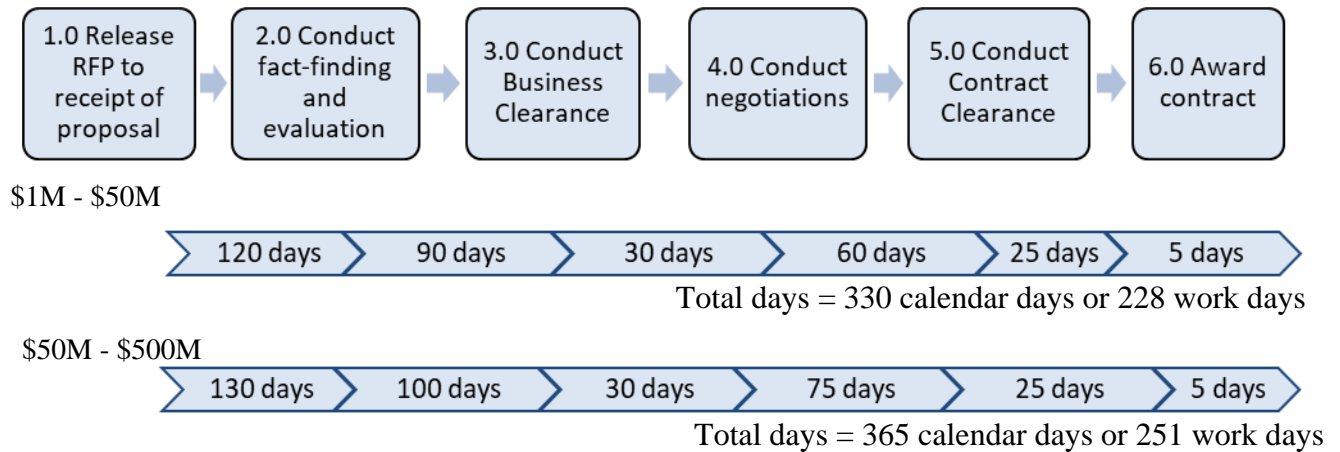 1.0 Release
RFP to
receipt of
proposal
2.0 Conduct
fact-finding
and
evaluation
3.0 Conduct
Business
Clearance
4.0 Conduct
negotiations
5.0 Conduct
Contract
Clearance
6.0 Award
contract
$1M - $50M
120 days 90 days 30 days 60 days 25 days 5 days
Total days = 330 calendar days or 228 work days
$50M - $500M
130 days 100 days 30 days 75 days 25 days 5 days
Total days = 365 calendar days or 251 work days